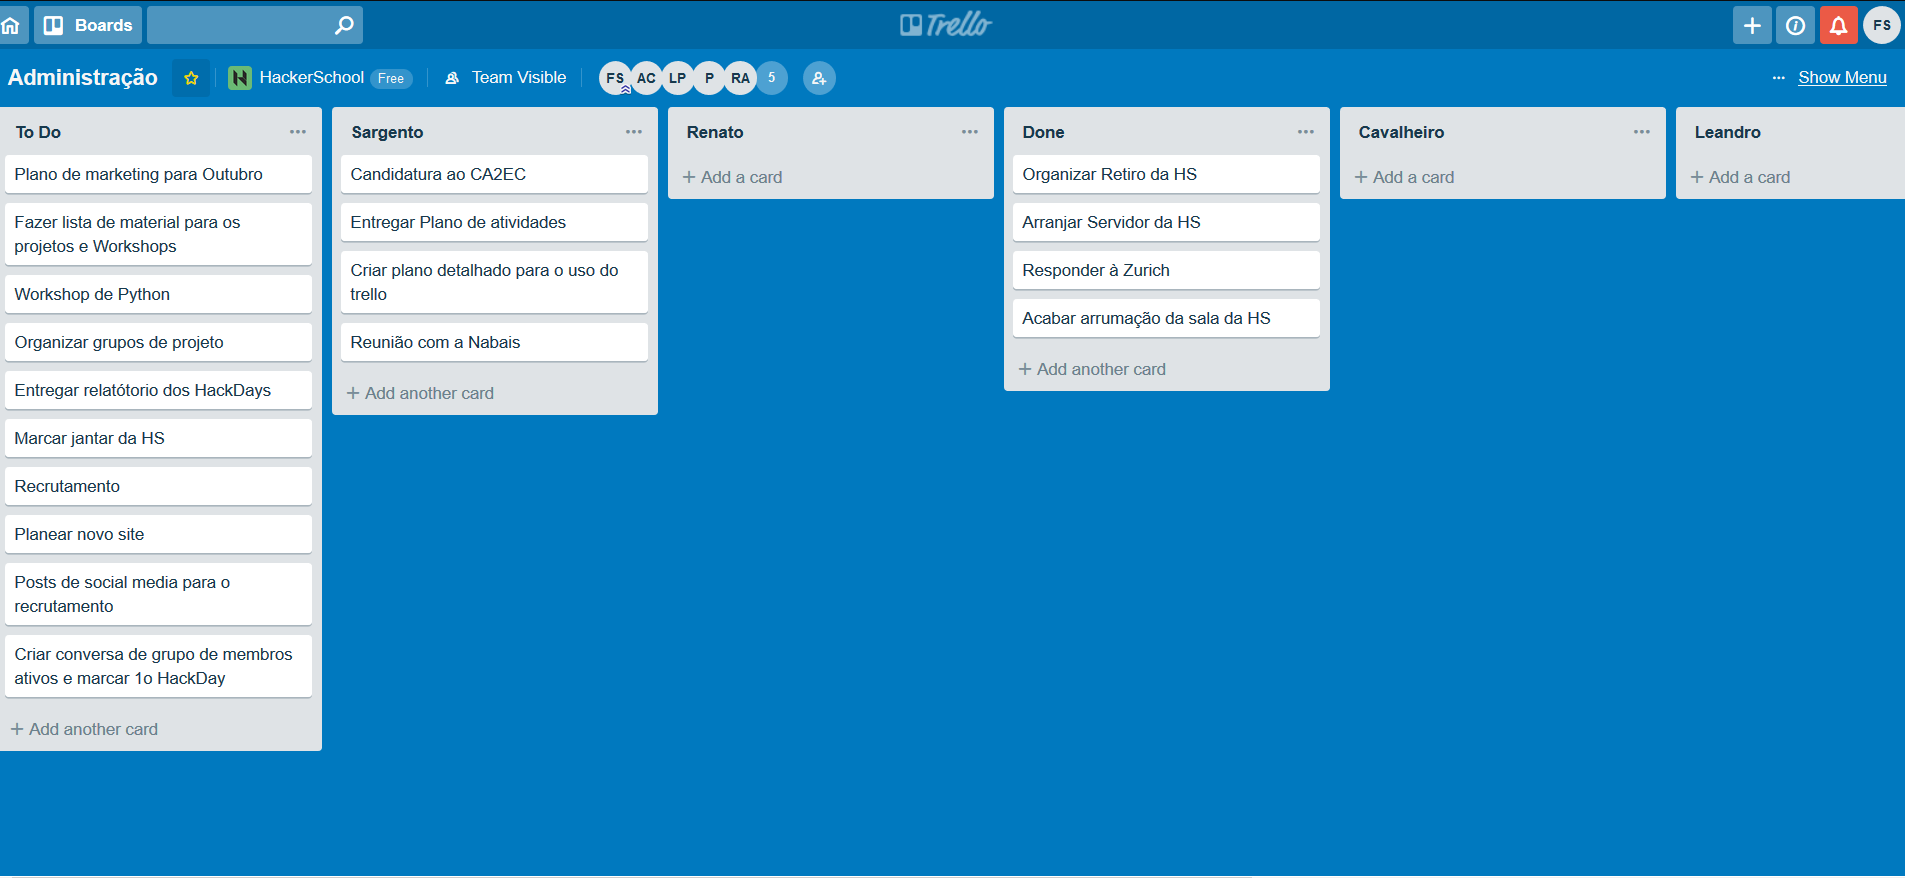 Boards
Trello
FS
Administração
HackerSchool
Free
Team Visible
FS
AC
LP
P
RA
5
... Show Menu
To Do
Plano de marketing para Outubro
Fazer lista de material para os
projetos e Workshops
Workshop de Python
Organizar grupos de projeto
Entregar relatótorio dos HackDays
Marcar jantar da HS
Recrutamento
Planear novo site
Posts de social media para o
recrutamento
Criar conversa de grupo de membros
ativos e marcar 1o HackDay
+ Add another card
Sargento
Candidatura ao CA2EC
Entregar Plano de atividades
Criar plano detalhado para o uso do
trello
Reunião com a Nabais
+ Add another card
Renato
+ Add a card
Done
Organizar Retiro da HS
Arranjar Servidor da HS
Responder à Zurich
Acabar arrumação da sala da HS
+ Add another card
Cavalheiro
+ Add a card
Leandro
+ Add a card